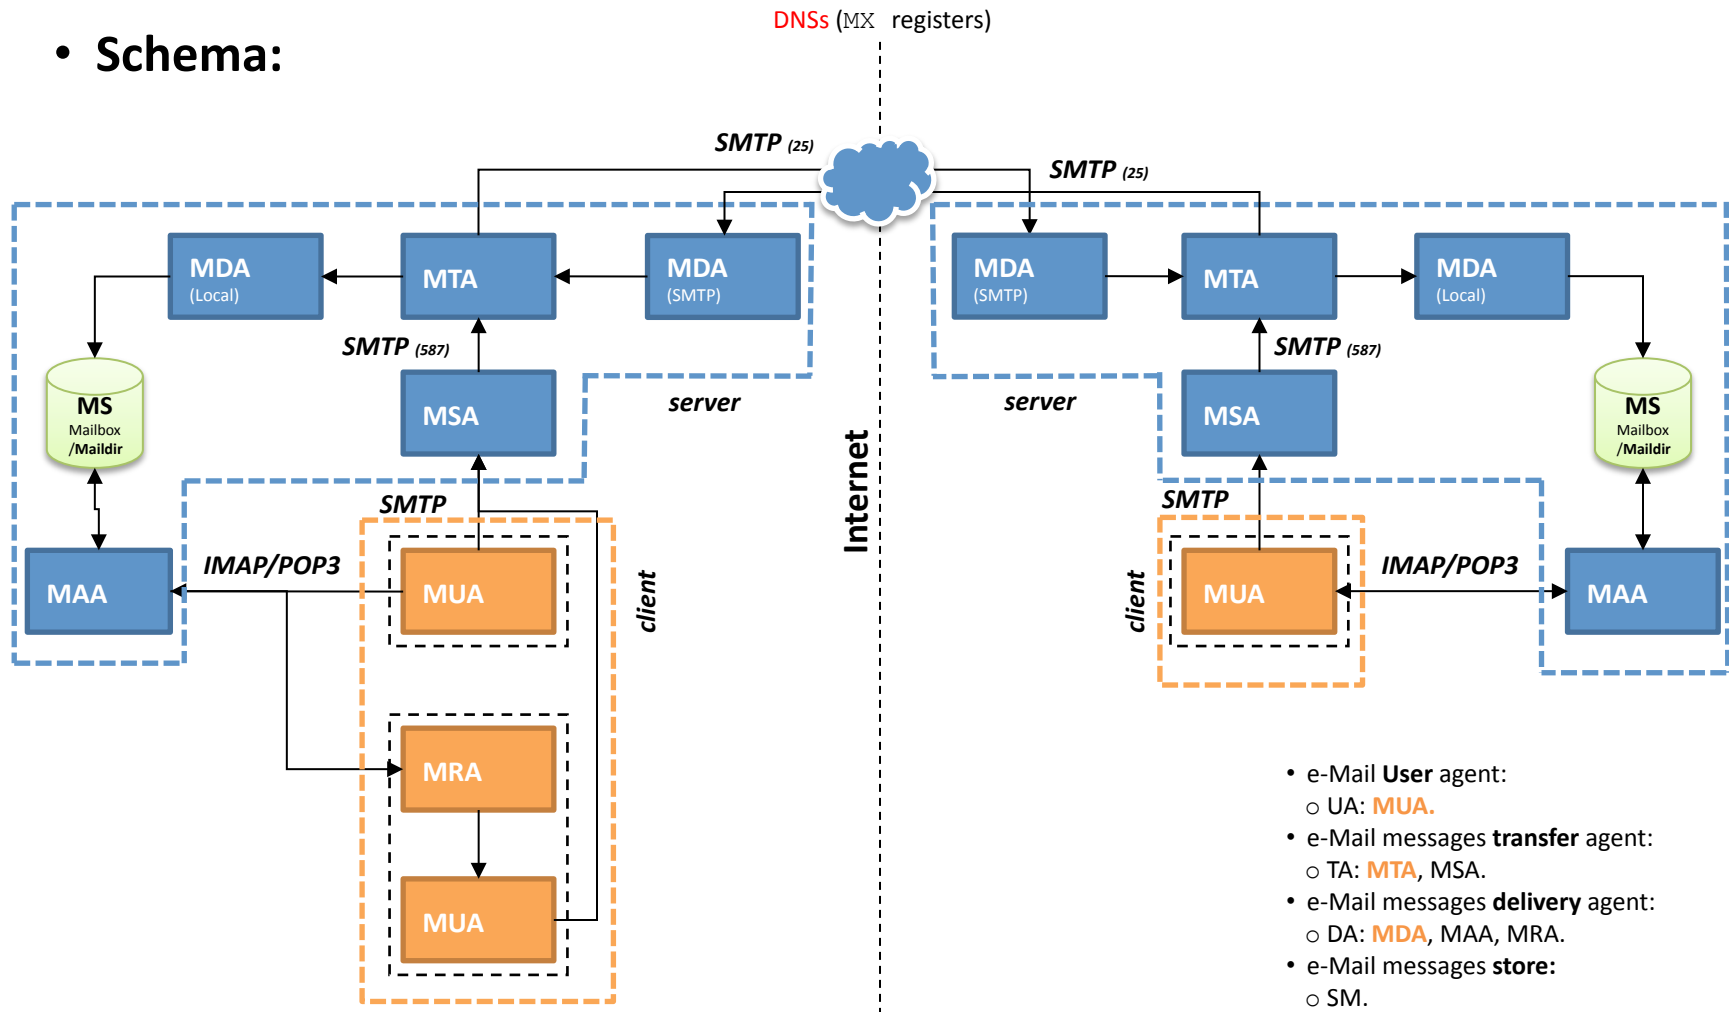 DNSs (MX registers)
• Schema:
SMTP (25)
SMTP (25)
MDA
(Local)
MTA
MDA
(SMTP)
MDA
(SMTP)
MTA
MDA
(Local)
SMTP (587)
SMTP (587)
MS
Mailbox
/Maildir
MSA
server
server
MSA
MS
Mailbox
/Maildir
Internet
SMTP
SMTP
MAA
IMAP/POP3
MUA
client
client
MUA
IMAP/POP3
MAA
MRA
MUA
• e-Mail User agent:
o UA: MUA.
• e-Mail messages transfer agent:
o TA: MTA, MSA.
• e-Mail messages delivery agent:
o DA: MDA, MAA, MRA.
• e-Mail messages store:
o SM.